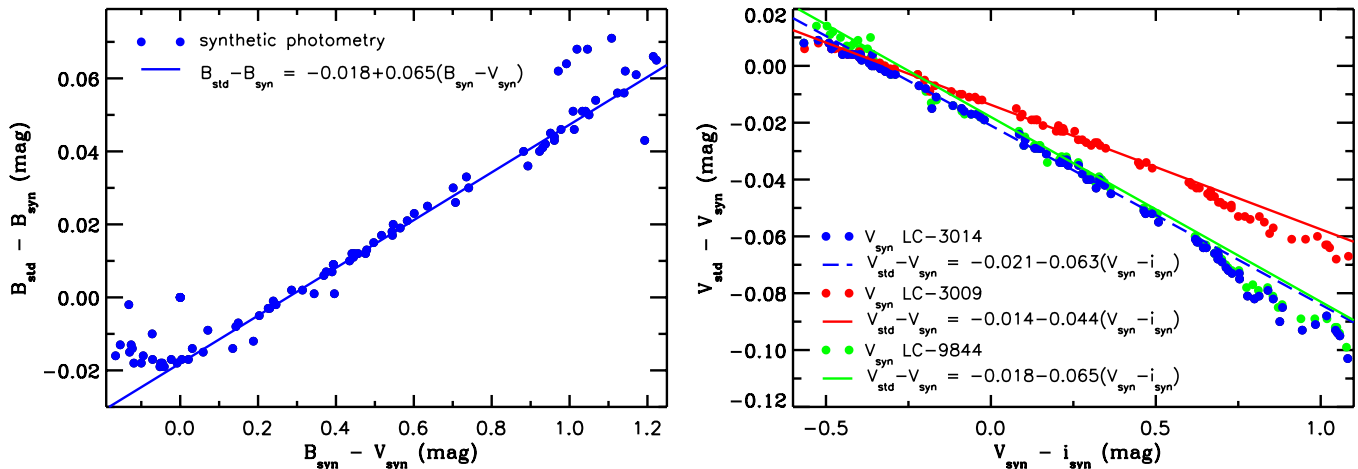 synthetic photometry
B_std−B_syn = −0.018+0.065(B_syn−V_syn)
0.06
0.04
0.02
0.00
−0.02
B_std − B_syn (mag)
0.0 0.2 0.4 0.6 0.8 1.0 1.2
B_syn − V_syn (mag)
0.02
0.00
−0.02
−0.04
−0.06
−0.08
−0.10
−0.12
V_std − V_syn (mag)
V_syn LC−3014
V_std−V_syn = −0.021−0.063(V_syn−i_syn)
V_syn LC−3009
V_std−V_syn = −0.014−0.044(V_syn−i_syn)
V_syn LC−9844
V_std−V_syn = −0.018−0.065(V_syn−i_syn)
−0.5 0.0 0.5 1.0
V_syn − i_syn (mag)